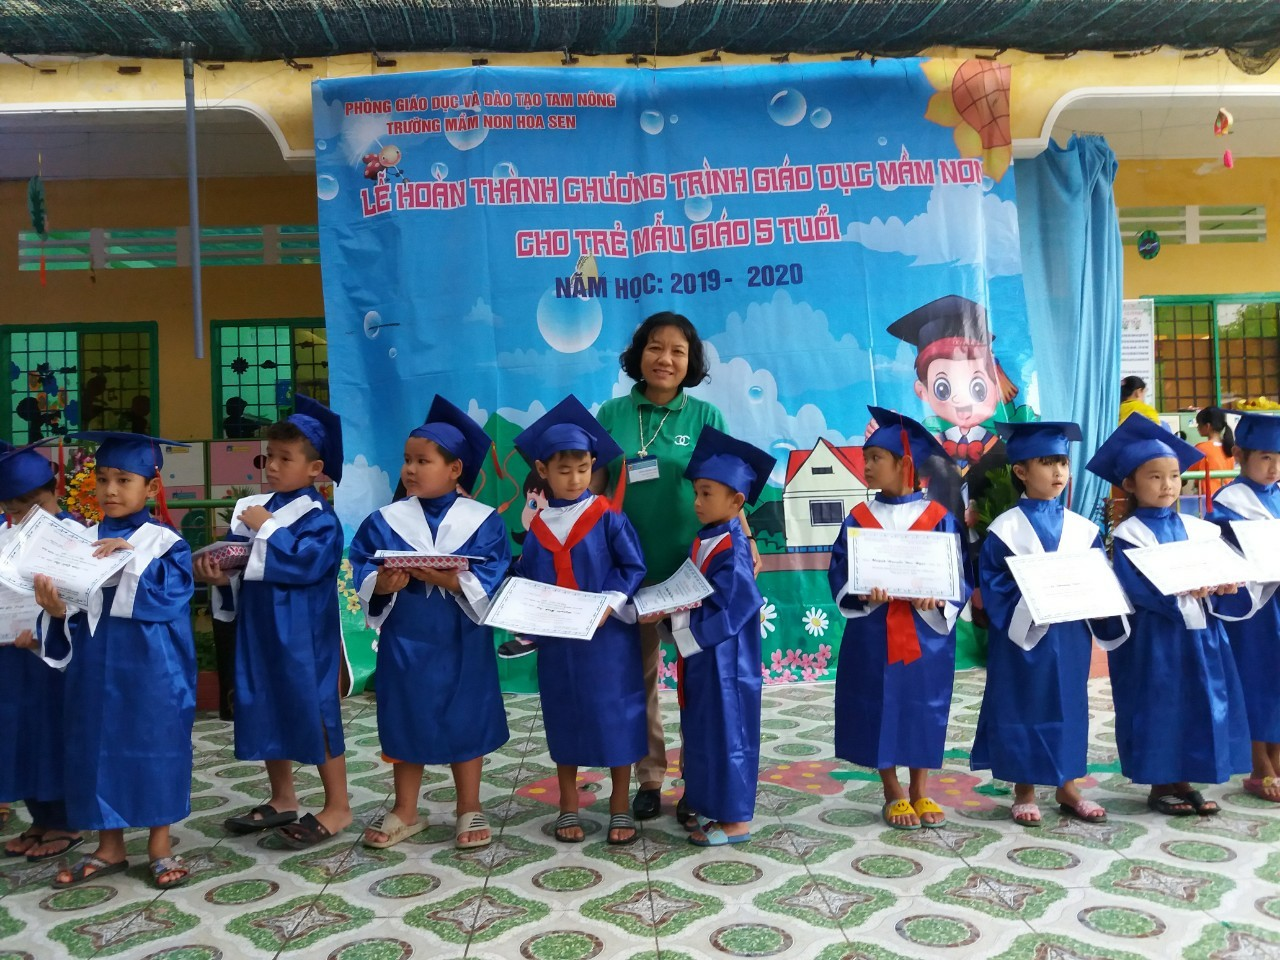 PHÒNG GIÁO DỤC VÀ ĐÀO TẠO TAM NÔNG
TRƯỜNG MẦM NON HOA SEN
LỄ HOÀN THÀNH CHƯƠNG TRÌNH GIÁO DỤC MẦM NON
CHO TRẺ MẪU GIÁO 5 TUỔI
NĂM HỌC: 2019 - 2020